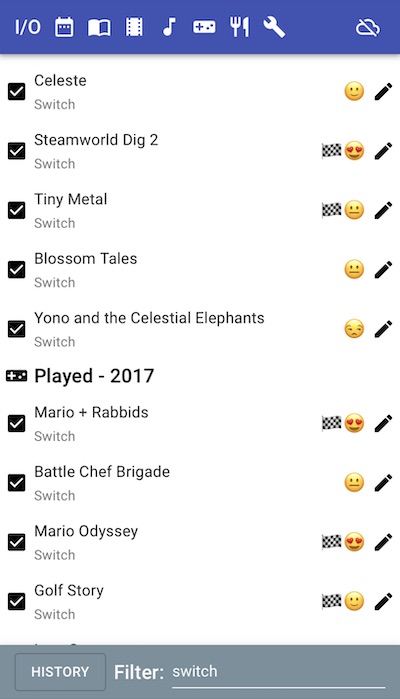 I/O
Celeste
Switch
Steamworld Dig 2
Switch
Tiny Metal
Switch
Blossom Tales
Switch
Yono and the Celestial Elephants
Switch
Played - 2017
Mario + Rabbids
Switch
Battle Chef Brigade
Switch
Mario Odyssey
Switch
Golf Story
Switch
HISTORY Filter: switch